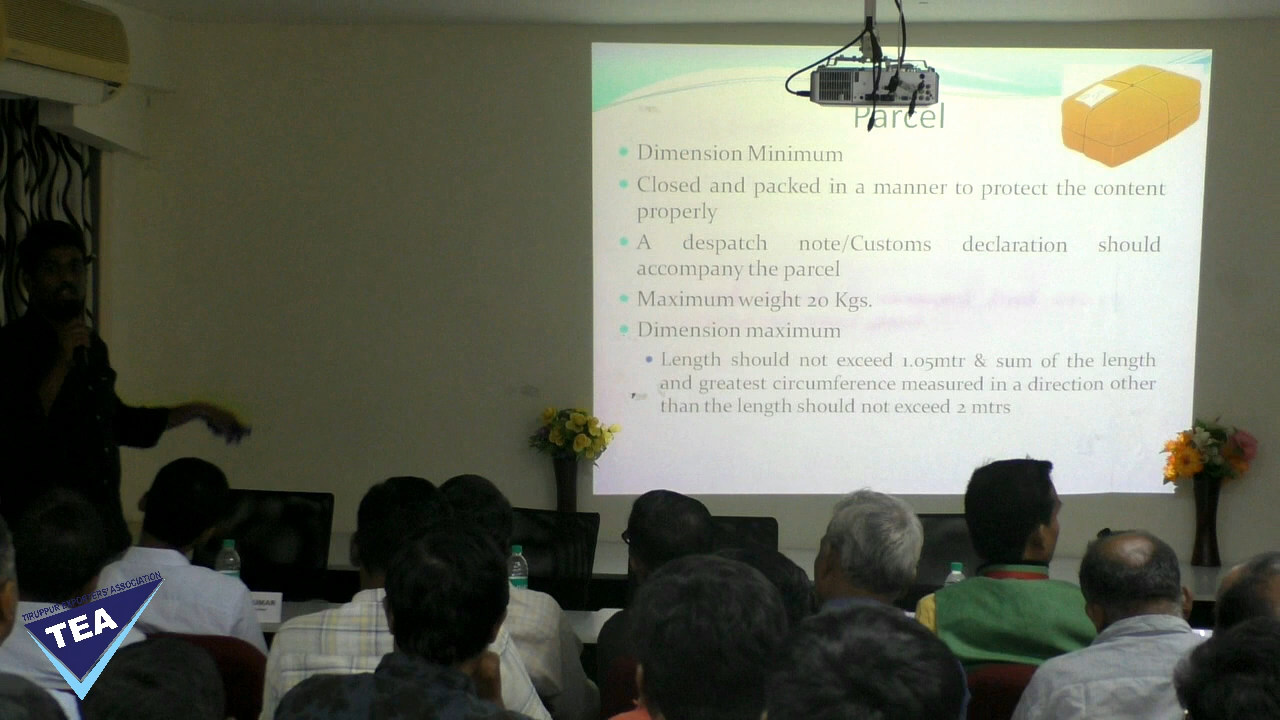 Parcel
Dimension Minimum
Closed and packed in a manner to protect the content
properly
A despatch note/Customs declaration should
accompany the parcel
Maximum weight 20 Kgs.
Dimension maximum
Length should not exceed 1.05mtr & sum of the length
and greatest circumference measured in a direction other
than the length should not exceed 2 mtrs
TIRUPPUR EXPORTERS' ASSOCIATION
TEA